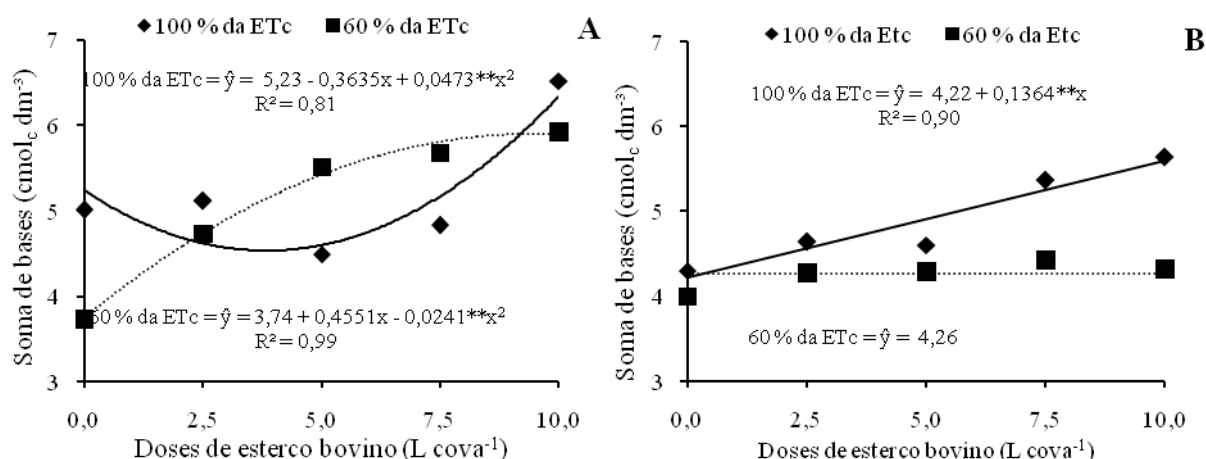 ◆ 100 % da ETc ■ 60 % da ETc
A
100 % da ETc = ŷ = 5,23 - 0,3635x + 0,0473**x²
R² = 0,81
60 % da ETc = ŷ = 3,74 + 0,4551x - 0,0241**x²
R² = 0,99
Soma de bases (cmolc dm⁻³)
7
6
5
4
3
0,0 2,5 5,0 7,5 10,0
Doses de esterco bovino (L cova⁻¹)
◆ 100 % da Etc ■ 60 % da Etc
B
100 % da ETc = ŷ = 4,22 + 0,1364**x
R² = 0,90
60 % da ETc = ŷ = 4,26
Soma de bases (cmolc dm⁻³)
7
6
5
4
3
0,0 2,5 5,0 7,5 10,0
Doses de esterco bovino (L cova⁻¹)